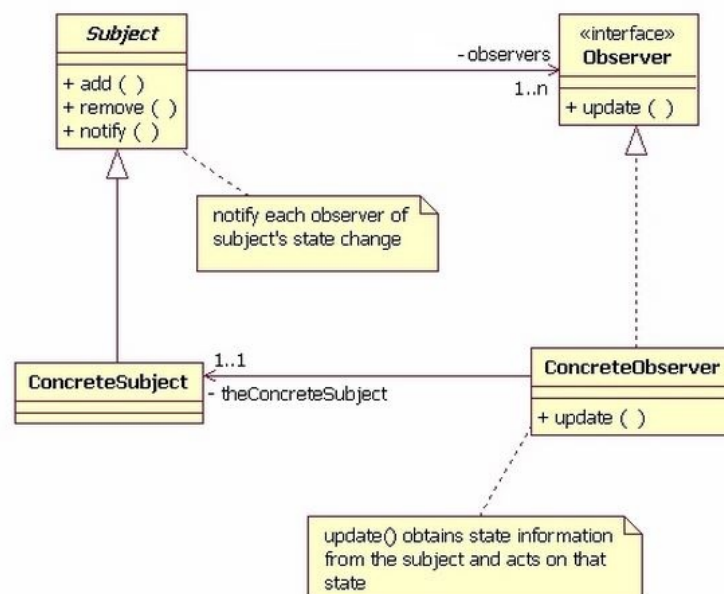 Subject
+ add ( )
+ remove ( )
+ notify ( )
-observers
1..n
«interface»
Observer
+ update ( )
notify each observer of
subject's state change
ConcreteSubject
1..1
- theConcreteSubject
ConcreteObserver
+ update ( )
update() obtains state information
from the subject and acts on that
state